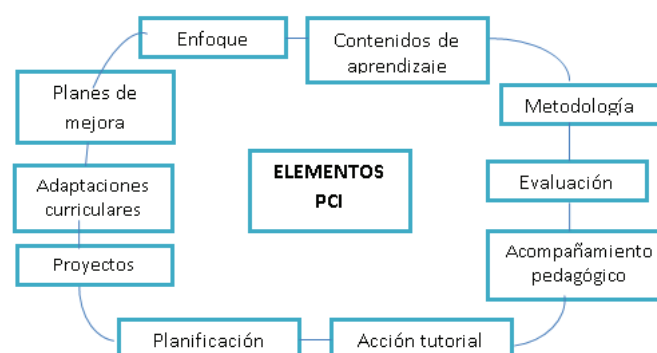 Enfoque
Contenidos de
aprendizaje
Metodología
Evaluación
Acompañamiento
pedagógico
Acción tutorial
Planificación
Proyectos
Adaptaciones
curriculares
Planes de
mejora
ELEMENTOS
PCI